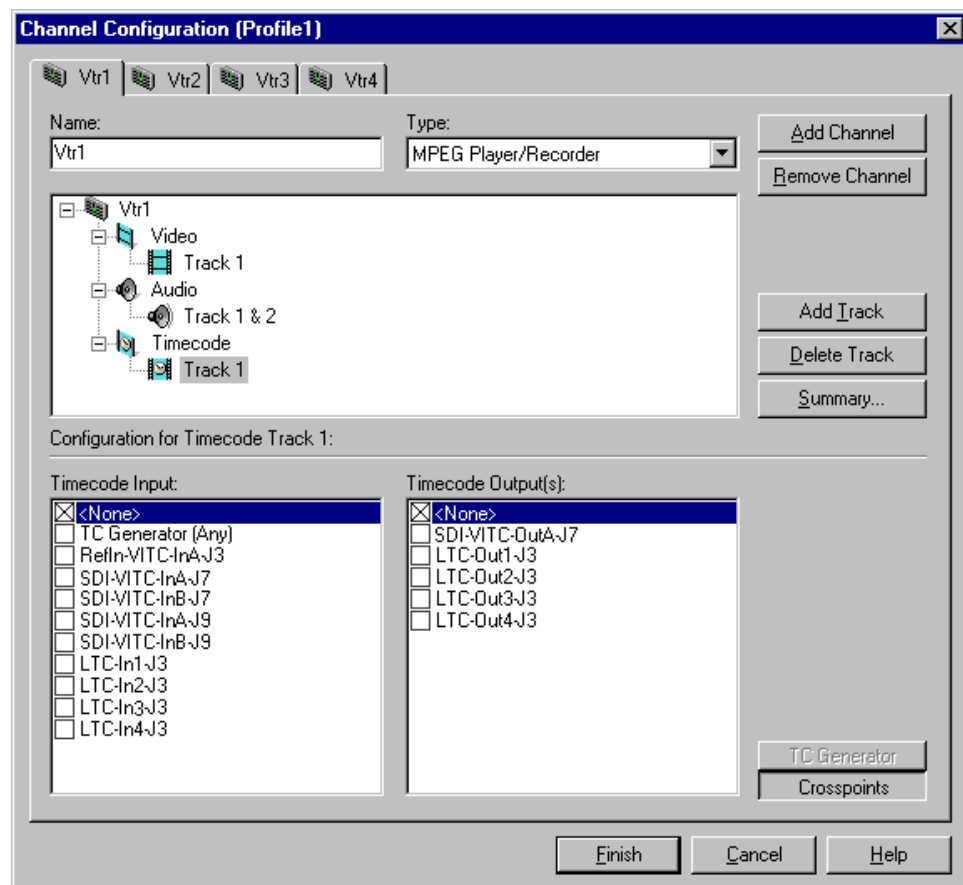 Channel Configuration (Profile1)
Vtr1 Vtr2 Vtr3 Vtr4
Name: Type:
Vtr1 MPEG Player/Recorder
Add Channel
Remove Channel
Vtr1
Video
Track 1
Audio
Track 1 & 2
Timecode
Track 1
Add Track
Delete Track
Summary...
Configuration for Timecode Track 1:
Timecode Input:
<None>
TC Generator (Any)
RefIn-VITC-InA-J3
SDI-VITC-InA-J7
SDI-VITC-InB-J7
SDI-VITC-InA-J9
SDI-VITC-InB-J9
LTC-In1-J3
LTC-In2-J3
LTC-In3-J3
LTC-In4-J3
Timecode Output(s):
<None>
SDI-VITC-OutA-J7
LTC-Out1-J3
LTC-Out2-J3
LTC-Out3-J3
LTC-Out4-J3
TC Generator
Crosspoints
Finish Cancel Help